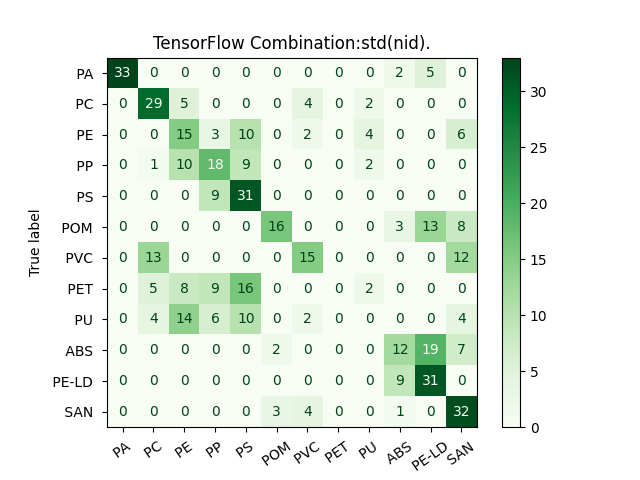 TensorFlow Combination:std(nid).
True label
PA 33 0 0 0 0 0 0 0 0 2 5 0
PC 0 29 5 0 0 0 4 0 2 0 0 0
PE 0 0 15 3 10 0 2 0 4 0 0 6
PP 0 1 10 18 9 0 0 0 2 0 0 0
PS 0 0 0 9 31 0 0 0 0 0 0 0
POM 0 0 0 0 0 16 0 0 0 3 13 8
PVC 0 13 0 0 0 0 15 0 0 0 0 12
PET 0 5 8 9 16 0 0 0 2 0 0 0
PU 0 4 14 6 10 0 2 0 0 0 0 4
ABS 0 0 0 0 0 2 0 0 0 12 19 7
PE-LD 0 0 0 0 0 0 0 0 0 9 31 0
SAN 0 0 0 0 0 3 4 0 0 1 0 32
PA PC PE PP PS POM PVC PET PU ABS PE-LD SAN
30
25
20
15
10
5
0